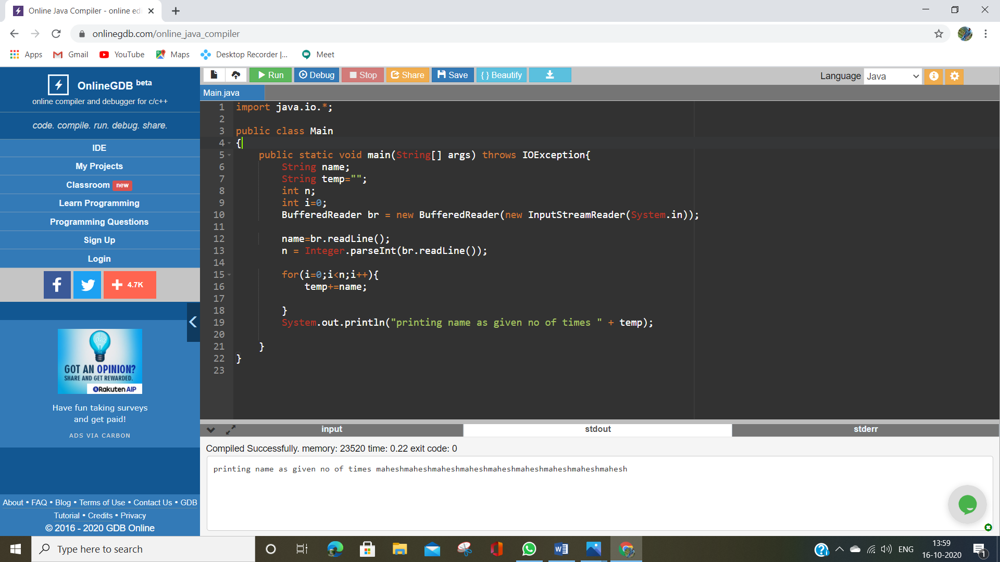 Online Java Compiler - online edi
onlinegdb.com/online_java_compiler
Apps Gmail YouTube Maps Desktop Recorder |... Meet
OnlineGDB beta
online compiler and debugger for c/c++
code. compile. run. debug. share.
IDE
My Projects
Classroom new
Learn Programming
Programming Questions
Sign Up
Login
f + 4.7K
GOT AN OPINION?
SHARE AND GET REWARDED.
Rakuten AIP
Have fun taking surveys
and get paid!
ADS VIA CARBON
About • FAQ • Blog • Terms of Use • Contact Us • GDB
Tutorial • Credits • Privacy
© 2016 - 2020 GDB Online
Run Debug Stop Share Save { } Beautify
Language Java
Main.java
1 import java.io.*;
2
3 public class Main
4 {
5 public static void main(String[] args) throws IOException{
6 String name;
7 String temp="";
8 int n;
9 int i=0;
10 BufferedReader br = new BufferedReader(new InputStreamReader(System.in));
11
12 name=br.readLine();
13 n = Integer.parseInt(br.readLine());
14
15 for(i=0;i<n;i++){
16 temp+=name;
17
18 }
19 System.out.println("printing name as given no of times " + temp);
20
21 }
22 }
23
input stdout stderr
Compiled Successfully. memory: 23520 time: 0.22 exit code: 0
printing name as given no of times maheshmaheshmaheshmaheshmaheshmaheshmaheshmaheshmahesh
Type here to search
ENG
13:59
16-10-2020
1